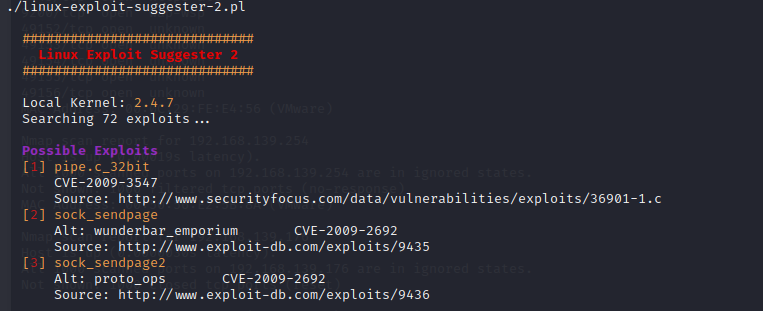 ./linux-exploit-suggester-2.pl
#############################
Linux Exploit Suggester 2
#############################
Local Kernel: 2.4.7
Searching 72 exploits...
Possible Exploits
[1] pipe.c_32bit
CVE-2009-3547
Source: http://www.securityfocus.com/data/vulnerabilities/exploits/36901-1.c
[2] sock_sendpage
Alt: wunderbar_emporium CVE-2009-2692
Source: http://www.exploit-db.com/exploits/9435
[3] sock_sendpage2
Alt: proto_ops CVE-2009-2692
Source: http://www.exploit-db.com/exploits/9436